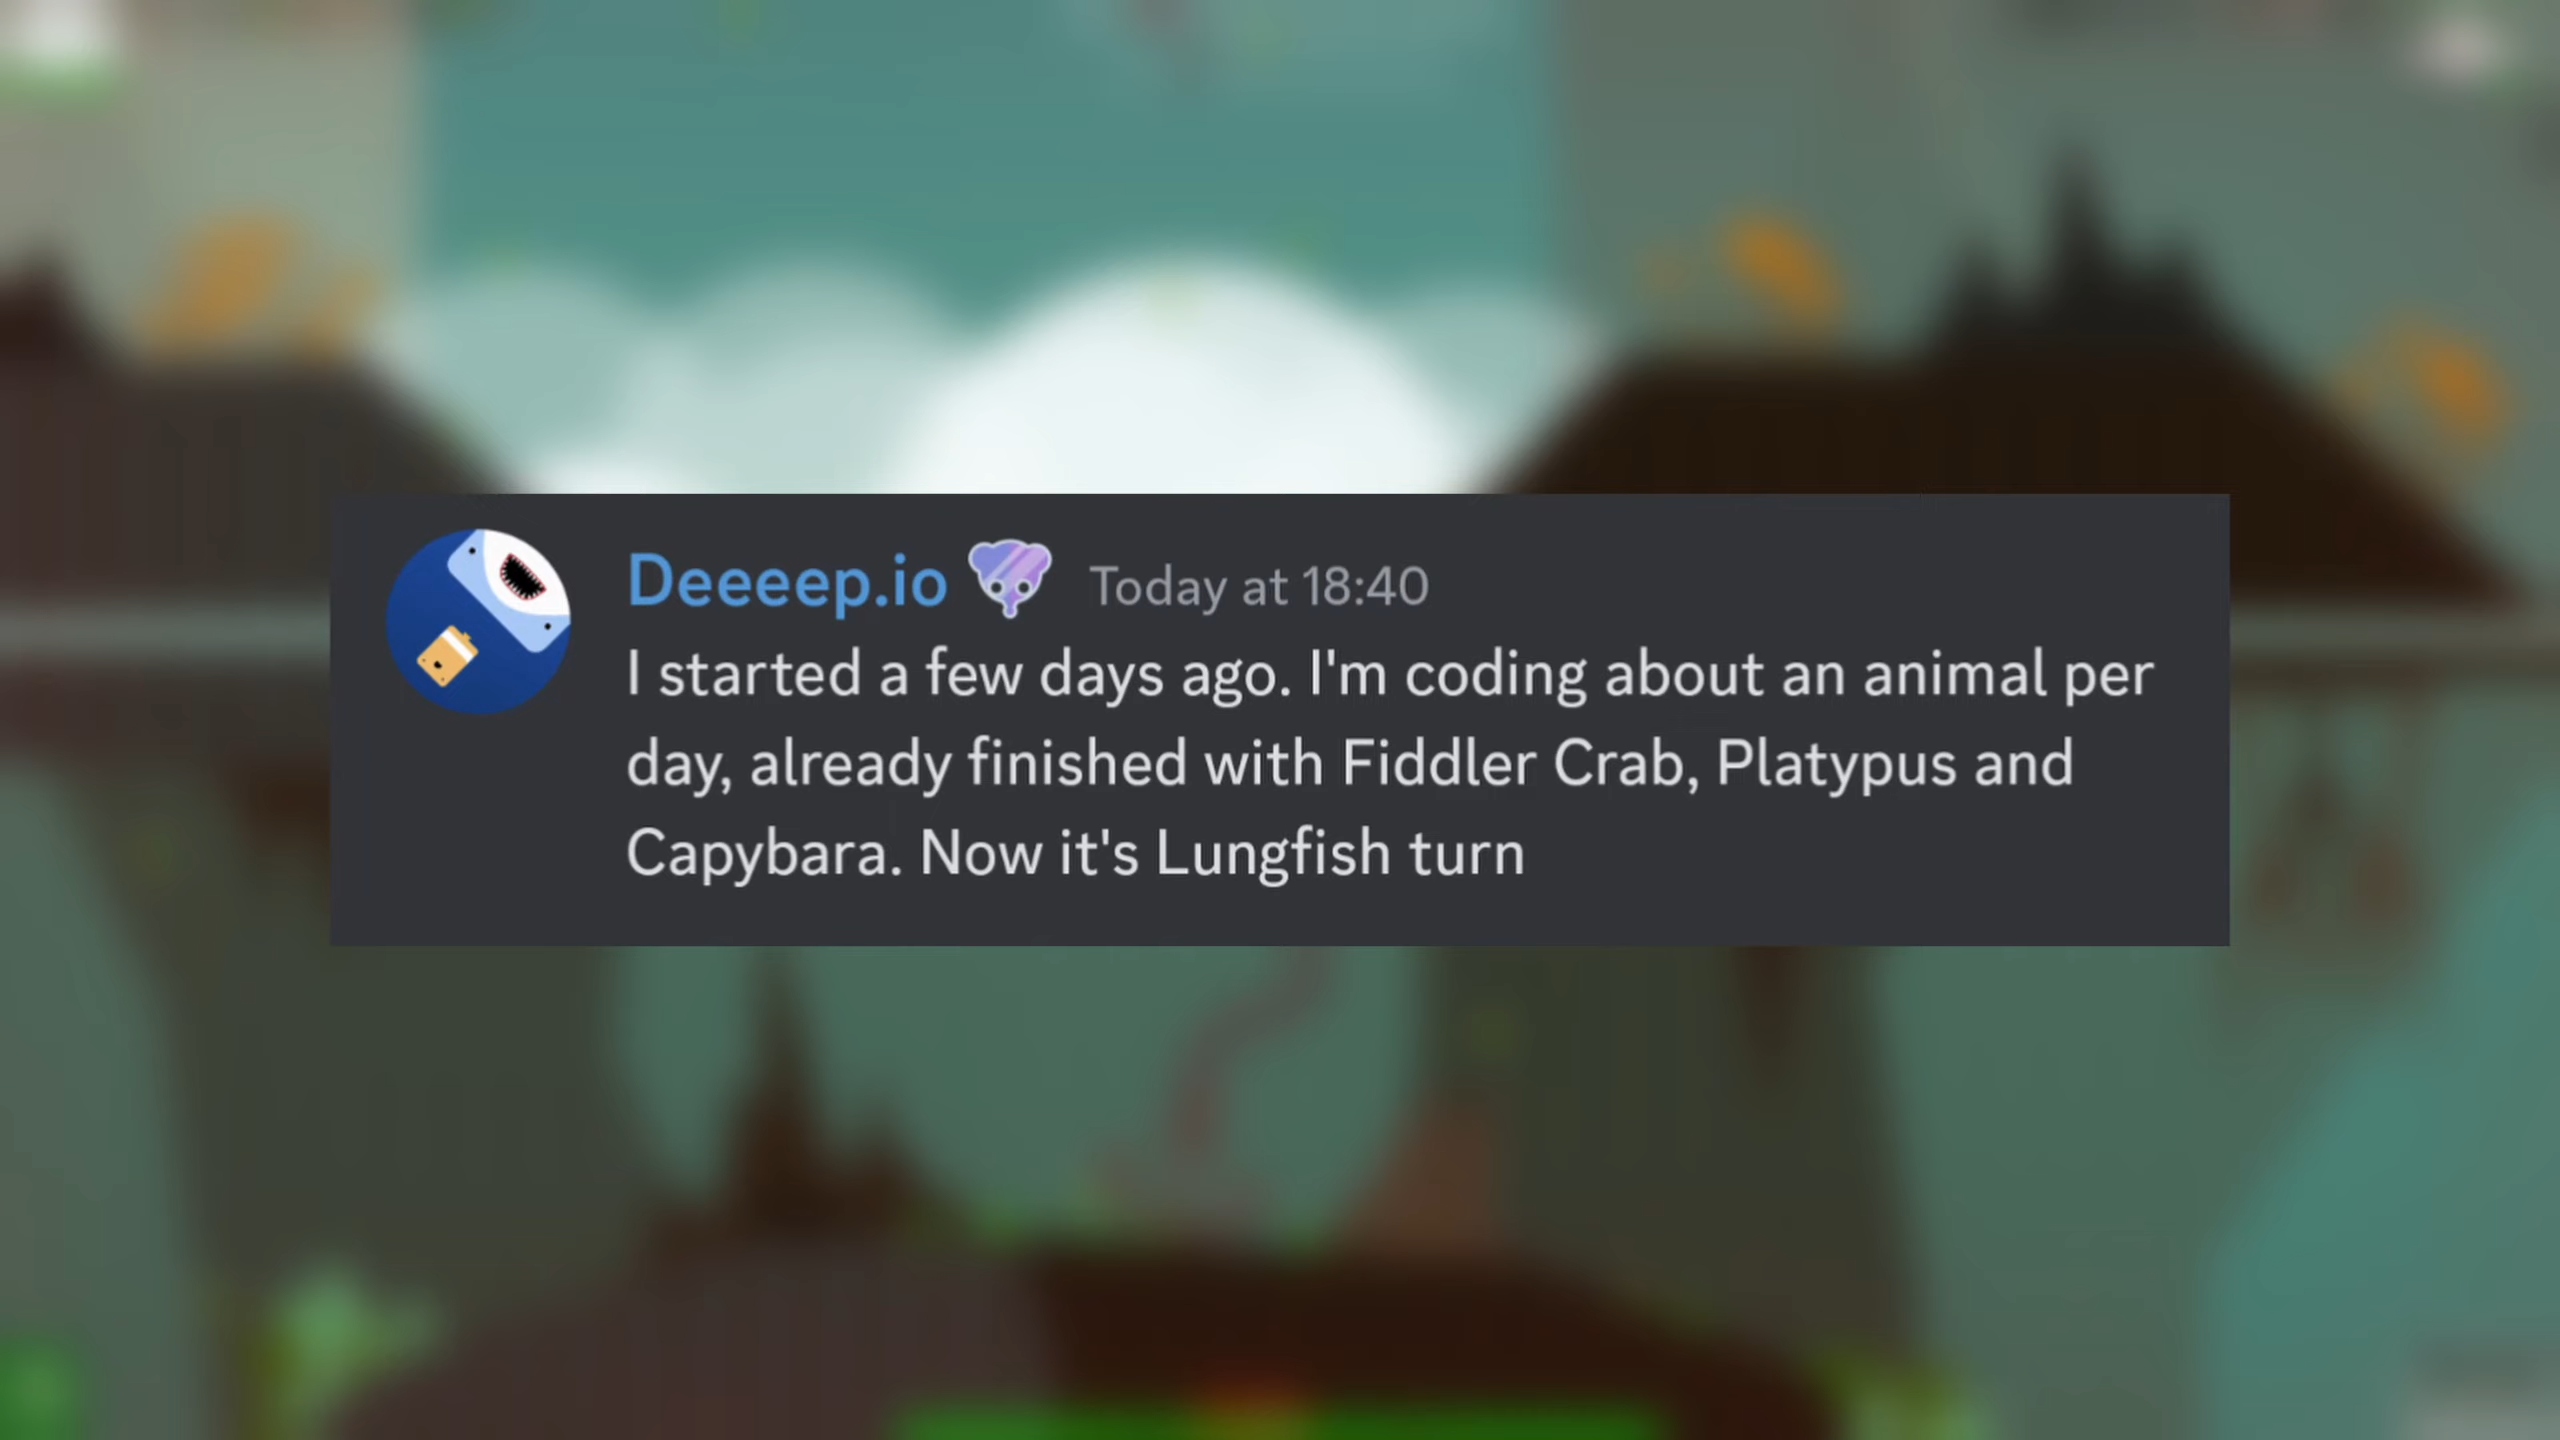 Deeeep.io Today at 18:40
I started a few days ago. I'm coding about an animal per
day, already finished with Fiddler Crab, Platypus and
Capybara. Now it's Lungfish turn